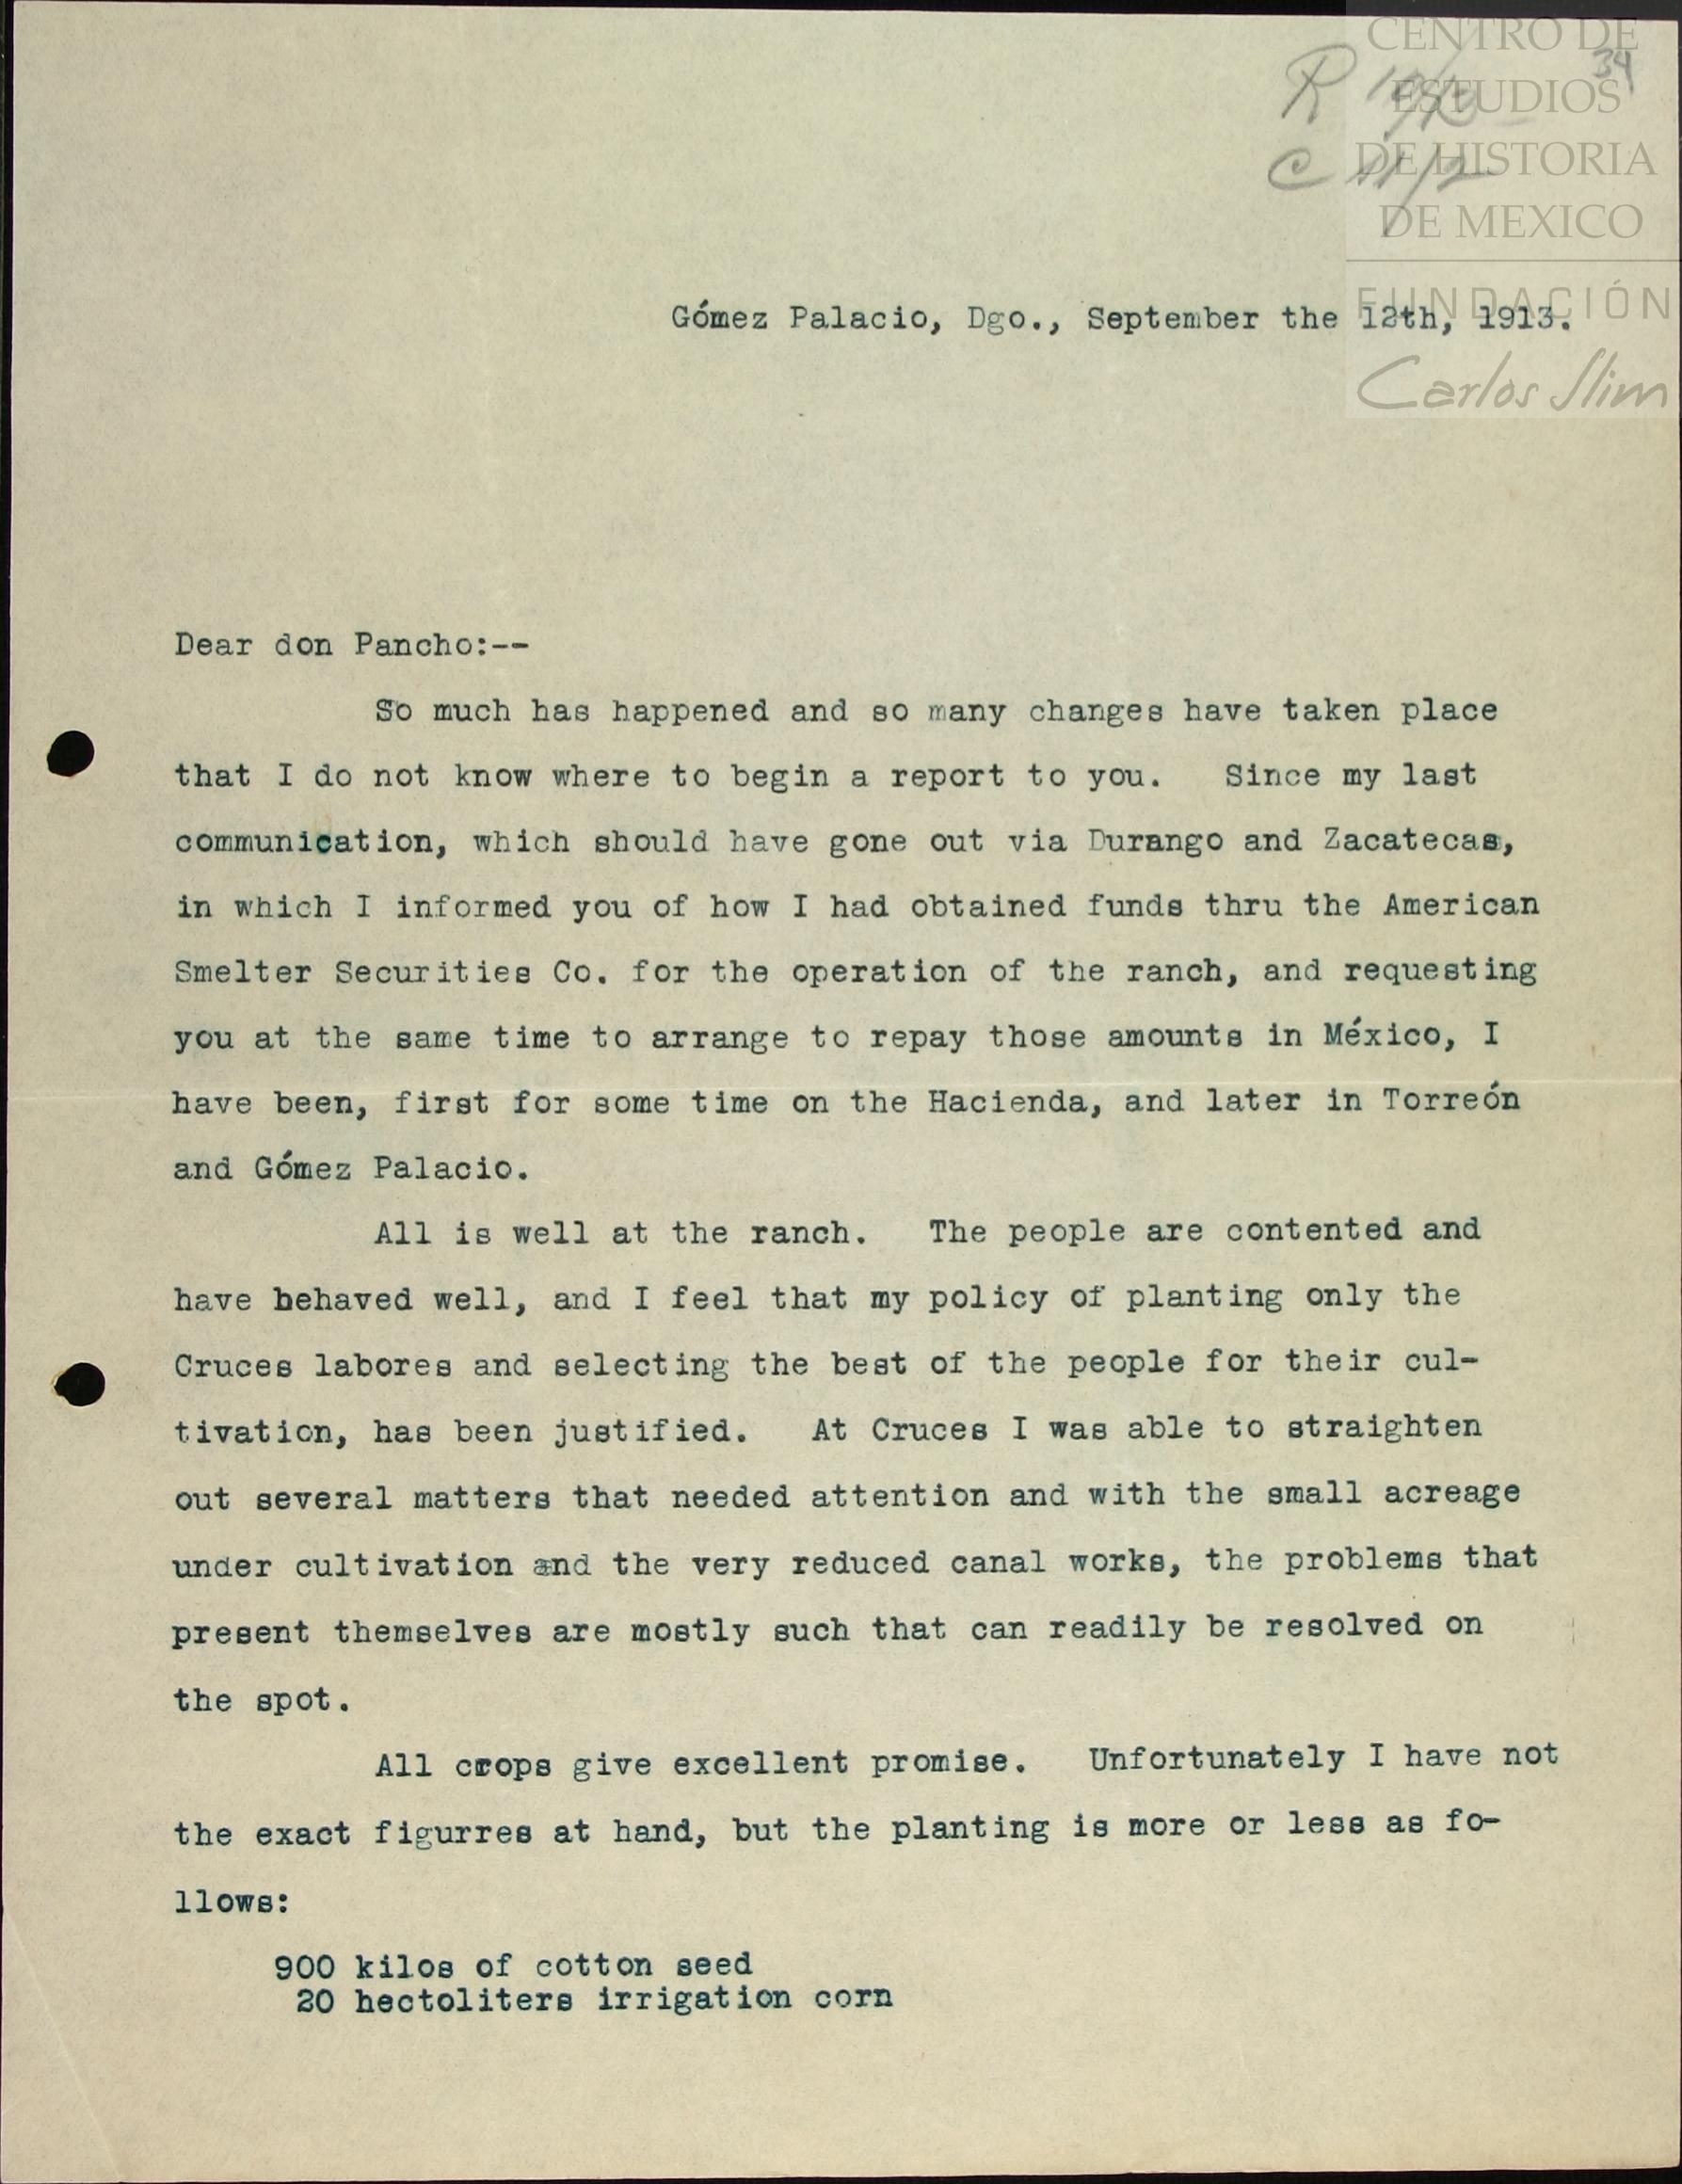 CENTRO DE
ESTUDIOS
DE HISTORIA
DE MEXICO
FUNDACIÓN
Carlos Slim
34
R
C 11/2
Gómez Palacio, Dgo., September the 12th, 1913.
Dear don Pancho:--
So much has happened and so many changes have taken place
that I do not know where to begin a report to you. Since my last
communication, which should have gone out via Durango and Zacatecas,
in which I informed you of how I had obtained funds thru the American
Smelter Securities Co. for the operation of the ranch, and requesting
you at the same time to arrange to repay those amounts in México, I
have been, first for some time on the Hacienda, and later in Torreón
and Gómez Palacio.
All is well at the ranch. The people are contented and
have behaved well, and I feel that my policy of planting only the
Cruces labores and selecting the best of the people for their cul-
tivation, has been justified. At Cruces I was able to straighten
out several matters that needed attention and with the small acreage
under cultivation and the very reduced canal works, the problems that
present themselves are mostly such that can readily be resolved on
the spot.
All crops give excellent promise. Unfortunately I have not
the exact figurres at hand, but the planting is more or less as fo-
llows:
900 kilos of cotton seed
20 hectoliters irrigation corn